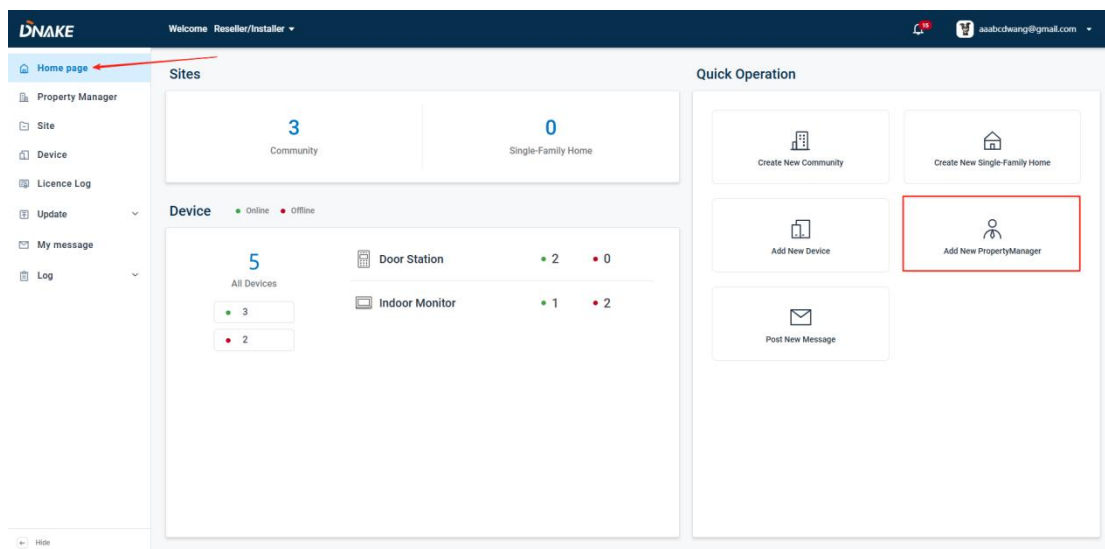 DNAKE
Welcome Reseller/Installer
15
aaabcdwang@gmail.com
Home page
Property Manager
Site
Device
Licence Log
Update
My message
Log
Hide
Sites
3
Community
0
Single-Family Home
Device
Online
Offline
5
All Devices
3
2
Door Station
2
0
Indoor Monitor
1
2
Quick Operation
Create New Community
Create New Single-Family Home
Add New Device
Add New PropertyManager
Post New Message